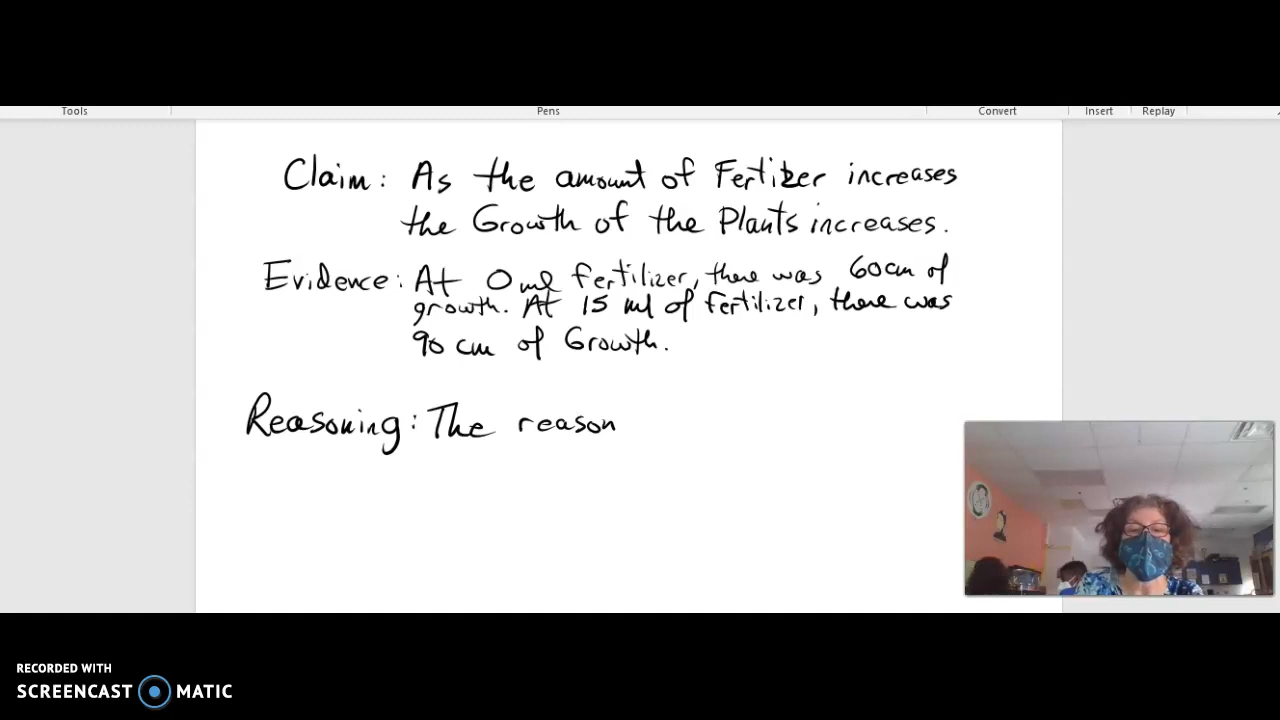 Tools Pens Convert Insert Replay
Claim: As the amount of Fertilzer increases
the Growth of the Plants increases.
Evidence: At 0 ml fertilizer, there was 60cm of
growth. At 15 ml of fertilizer, there was
90 cm of Growth.
Reasoning: The reason
RECORDED WITH
SCREENCAST MATIC